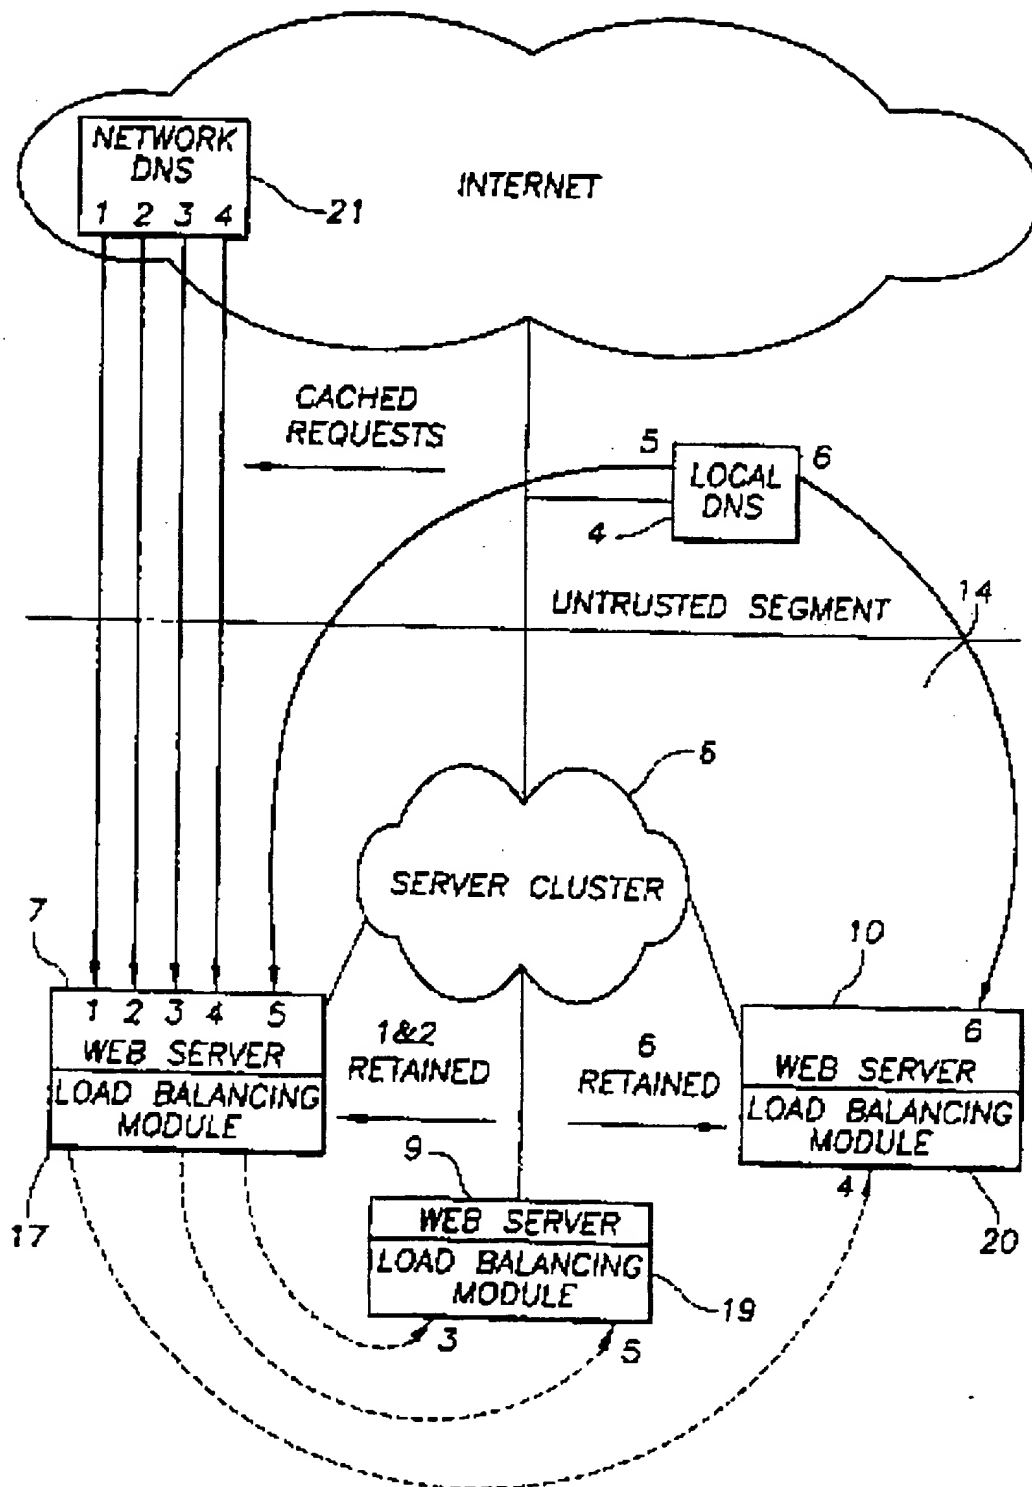 NETWORK
DNS
1 2 3 4
21
INTERNET
CACHED
REQUESTS
5
LOCAL
DNS
6
4
UNTRUSTED SEGMENT
14
6
SERVER CLUSTER
7
10
1 2 3 4 5
WEB SERVER
LOAD BALANCING
MODULE
17
1&2
RETAINED
6
RETAINED
6
WEB SERVER
LOAD BALANCING
MODULE
4
20
9
WEB SERVER
LOAD BALANCING
MODULE
19
3
5